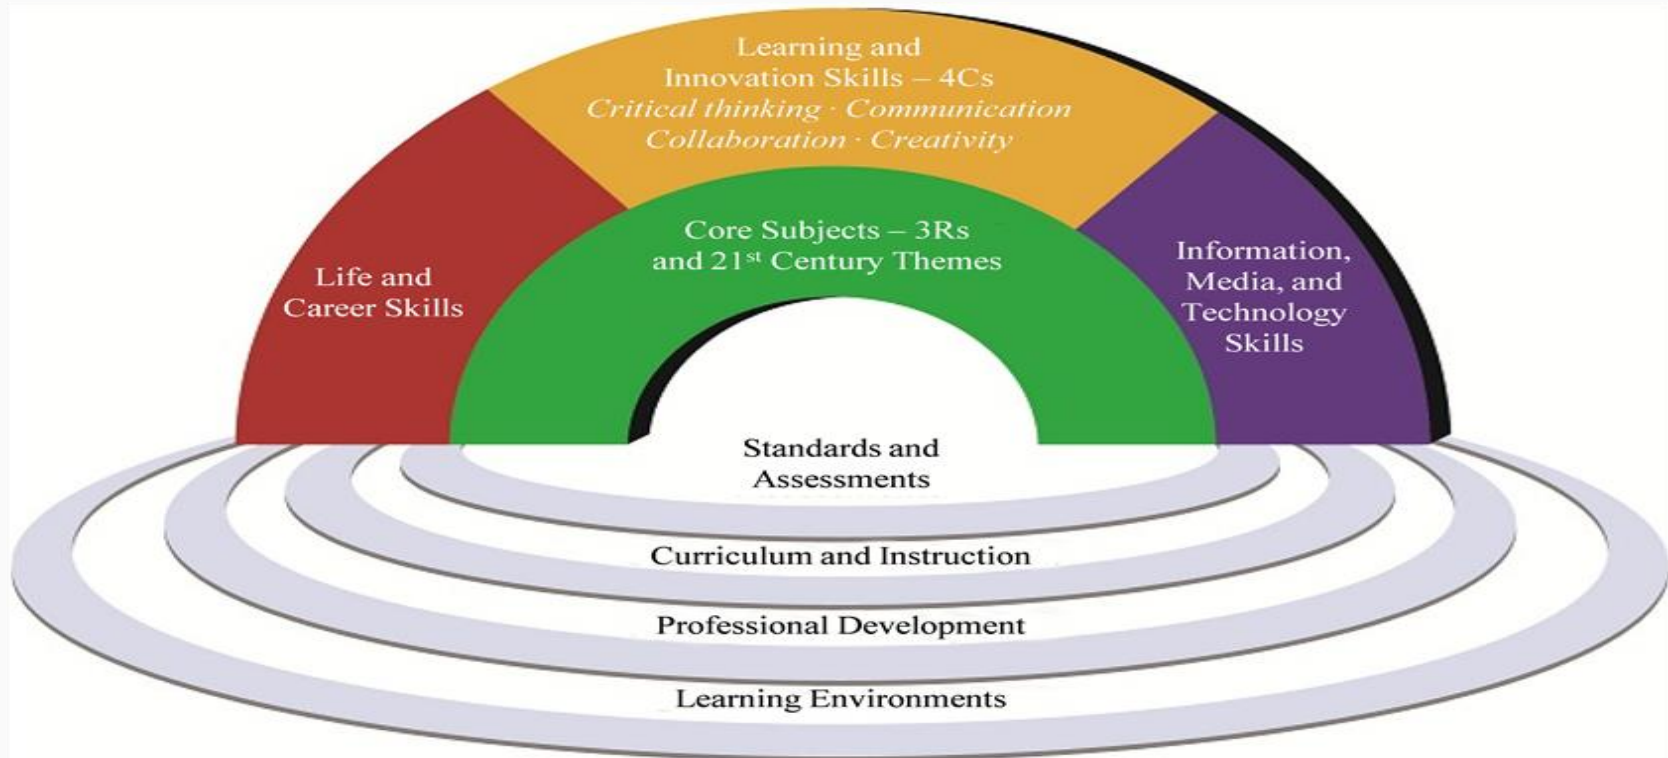 Learning and
Innovation Skills – 4Cs
Critical thinking · Communication
Collaboration · Creativity
Core Subjects – 3Rs
and 21st Century Themes
Life and
Career Skills
Information,
Media, and
Technology
Skills
Standards and
Assessments
Curriculum and Instruction
Professional Development
Learning Environments